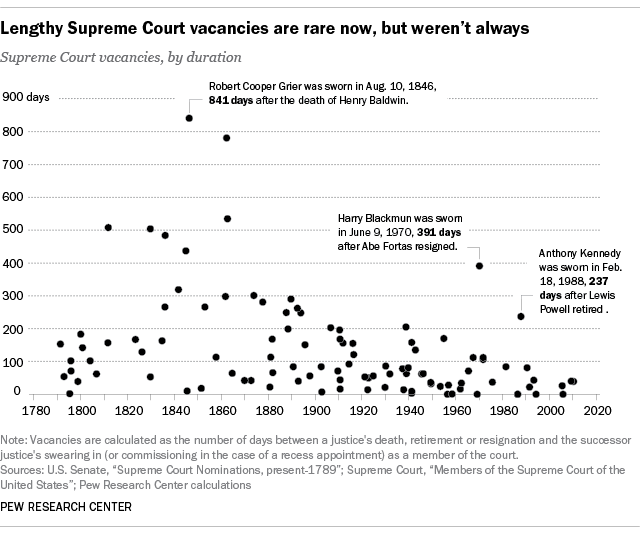 Lengthy Supreme Court vacancies are rare now, but weren't always
Supreme Court vacancies, by duration
Robert Cooper Grier was sworn in Aug. 10, 1846,
841 days after the death of Henry Baldwin.
900 days
800
700
600
500
400
300
200
100
0
Harry Blackmun was sworn
in June 9, 1970, 391 days
after Abe Fortas resigned.
Anthony Kennedy
was sworn in Feb.
18, 1988, 237
days after Lewis
Powell retired .
1780 1800 1820 1840 1860 1880 1900 1920 1940 1960 1980 2000 2020
Note: Vacancies are calculated as the number of days between a justice's death, retirement or resignation and the successor
justice's swearing in (or commissioning in the case of a recess appointment) as a member of the court.
Sources: U.S. Senate, "Supreme Court Nominations, present-1789"; Supreme Court, "Members of the Supreme Court of the
United States"; Pew Research Center calculations
PEW RESEARCH CENTER